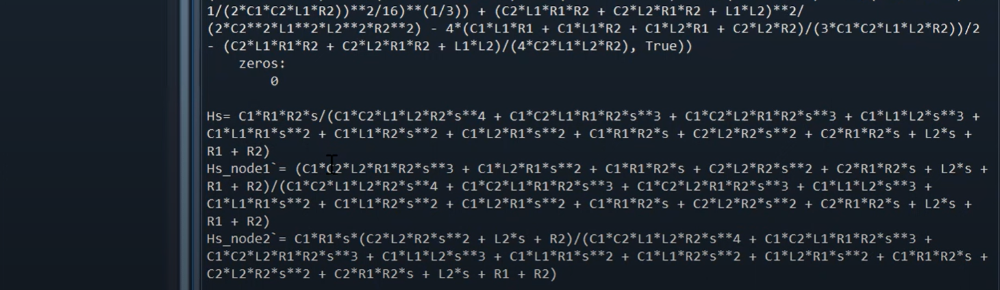 1/(2*C1*C2*L1*R2))**2/16)**(1/3)) + (C2*L1*R1*R2 + C2*L2*R1*R2 + L1*L2)**2/
(2*C2**2*L1**2*L2**2*R2**2) - 4*(C1*L1*R1 + C1*L1*R2 + C1*L2*R1 + C2*L2*R2)/(3*C1*C2*L1*L2*R2))/2
- (C2*L1*R1*R2 + C2*L2*R1*R2 + L1*L2)/(4*C2*L1*L2*R2), True))
zeros:
0
Hs= C1*R1*R2*s/(C1*C2*L1*L2*R2*s**4 + C1*C2*L1*R1*R2*s**3 + C1*C2*L2*R1*R2*s**3 + C1*L1*L2*s**3 +
C1*L1*R1*s**2 + C1*L1*R2*s**2 + C1*L2*R1*s**2 + C1*R1*R2*s + C2*L2*R2*s**2 + C2*R1*R2*s + L2*s +
R1 + R2)
Hs_node1`= (C1*C2*L2*R1*R2*s**3 + C1*L2*R1*s**2 + C1*R1*R2*s + C2*L2*R2*s**2 + C2*R1*R2*s + L2*s +
R1 + R2)/(C1*C2*L1*L2*R2*s**4 + C1*C2*L1*R1*R2*s**3 + C1*C2*L2*R1*R2*s**3 + C1*L1*L2*s**3 +
C1*L1*R1*s**2 + C1*L1*R2*s**2 + C1*L2*R1*s**2 + C1*R1*R2*s + C2*L2*R2*s**2 + C2*R1*R2*s + L2*s +
R1 + R2)
Hs_node2`= C1*R1*s*(C2*L2*R2*s**2 + L2*s + R2)/(C1*C2*L1*L2*R2*s**4 + C1*C2*L1*R1*R2*s**3 +
C1*C2*L2*R1*R2*s**3 + C1*L1*L2*s**3 + C1*L1*R1*s**2 + C1*L1*R2*s**2 + C1*L2*R1*s**2 + C1*R1*R2*s +
C2*L2*R2*s**2 + C2*R1*R2*s + L2*s + R1 + R2)